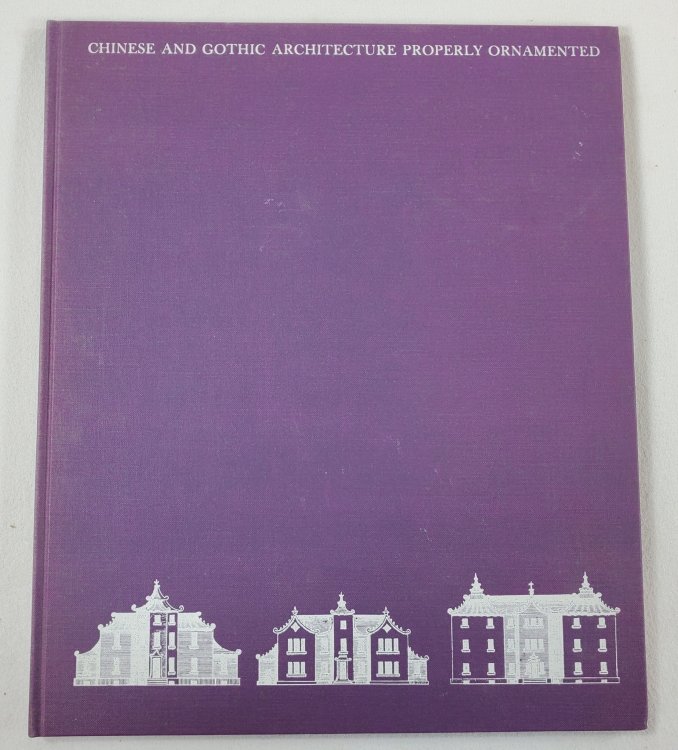 CHINESE AND GOTHIC ARCHITECTURE PROPERLY ORNAMENTED